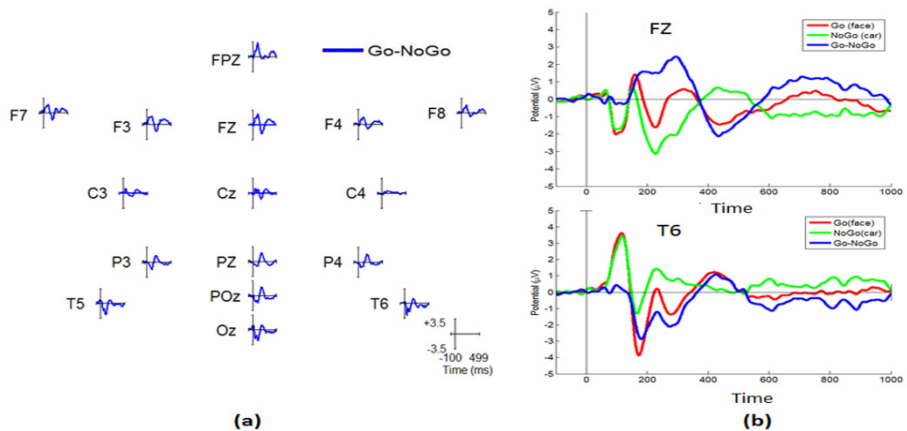 Go-NoGo
FPZ
F7
F3
FZ
F4
F8
C3
Cz
C4
P3
PZ
P4
T5
POz
T6
Oz
+3.5
-3.5
-100 499
Time (ms)
(a)
FZ
Go (face)
NoGo (car)
Go-NoGo
Potential (µV)
5
4
3
2
1
0
-1
-2
-3
-4
-5
0 200 400 600 800 1000
Time
T6
Go(face)
NoGo(car)
Go-NoGo
Potential (µV)
5
4
3
2
1
0
-1
-2
-3
-4
-5
0 200 400 600 800 1000
Time
(b)